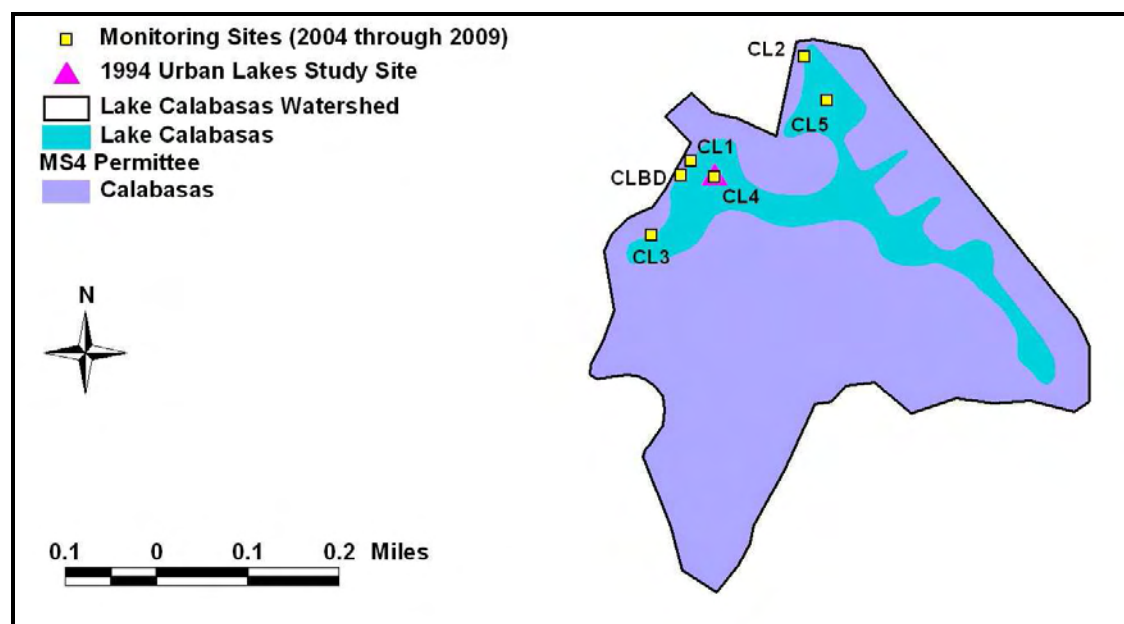 Monitoring Sites (2004 through 2009)
1994 Urban Lakes Study Site
Lake Calabasas Watershed
Lake Calabasas
MS4 Permittee
Calabasas
CL2
CL5
CL1
CLBD
CL4
CL3
N
0.1 0 0.1 0.2 Miles